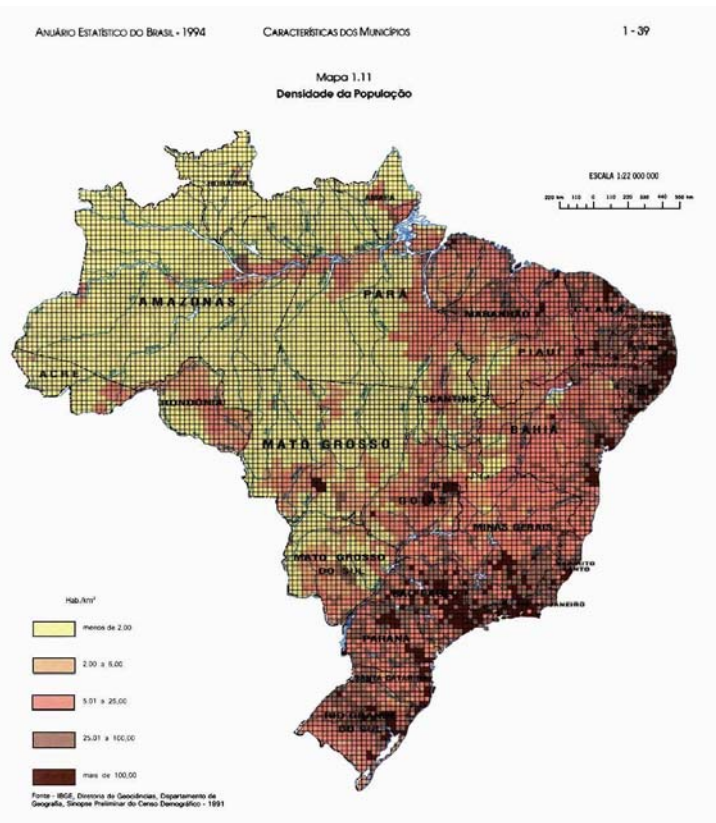 ANUÁRIO ESTATÍSTICO DO BRASIL - 1994 CARACTERÍSTICAS DOS MUNICÍPIOS 1 - 39
Mapa 1.11
Densidade da População
ESCALA 1:22 000 000
RORAIMA
AMAPÁ
AMAZONAS
PARÁ
MARANHÃO
CEARÁ
PIAUÍ
ACRE
RONDÔNIA
TOCANTINS
BAHIA
MATO GROSSO
GOIÁS
MINAS GERAIS
MATO GROSSO
DO SUL
JANEIRO
PARANÁ
SANTA CATARINA
RIO GRANDE
DO SUL
Hab./km²
menos de 2,00
2,00 a 5,00
5,01 a 25,00
25,01 a 100,00
mais de 100,00
Fonte - IBGE, Diretoria de Geociências, Departamento de
Geografia, Sinopse Preliminar do Censo Demográfico - 1991